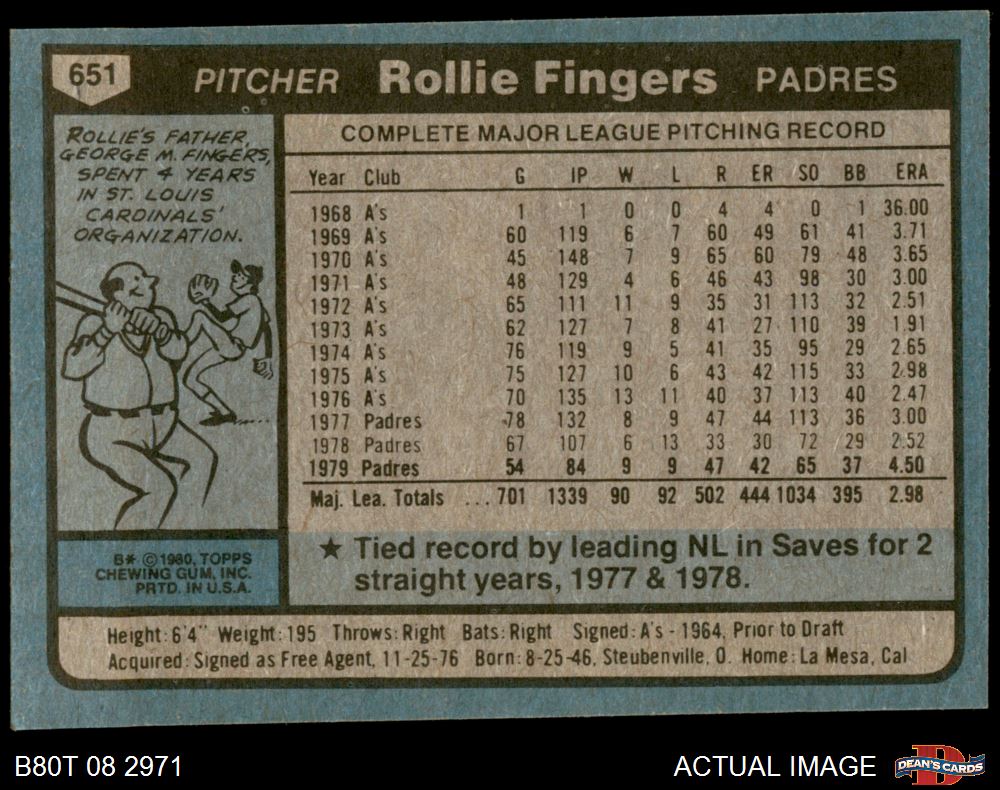 651 PITCHER Rollie Fingers PADRES
ROLLIE'S FATHER,
GEORGE M. FINGERS,
SPENT 4 YEARS
IN ST. LOUIS
CARDINALS'
ORGANIZATION.
B* © 1980, TOPPS
CHEWING GUM, INC.
PRTD. IN U.S.A.
COMPLETE MAJOR LEAGUE PITCHING RECORD
Year Club G IP W L R ER SO BB ERA
1968 A's 1 1 0 0 4 4 0 1 36.00
1969 A's 60 119 6 7 60 49 61 41 3.71
1970 A's 45 148 7 9 65 60 79 48 3.65
1971 A's 48 129 4 6 46 43 98 30 3.00
1972 A's 65 111 11 9 35 31 113 32 2.51
1973 A's 62 127 7 8 41 27 110 39 1.91
1974 A's 76 119 9 5 41 35 95 29 2.65
1975 A's 75 127 10 6 43 42 115 33 2.98
1976 A's 70 135 13 11 40 37 113 40 2.47
1977 Padres 78 132 8 9 47 44 113 36 3.00
1978 Padres 67 107 6 13 33 30 72 29 2.52
1979 Padres 54 84 9 9 47 42 65 37 4.50
Maj. Lea. Totals ... 701 1339 90 92 502 444 1034 395 2.98
★ Tied record by leading NL in Saves for 2
straight years, 1977 & 1978.
Height: 6'4" Weight: 195 Throws: Right Bats: Right Signed: A's - 1964, Prior to Draft
Acquired: Signed as Free Agent, 11-25-76 Born: 8-25-46, Steubenville, O. Home: La Mesa, Cal
B80T 08 2971 ACTUAL IMAGE D DEAN'S CARDS